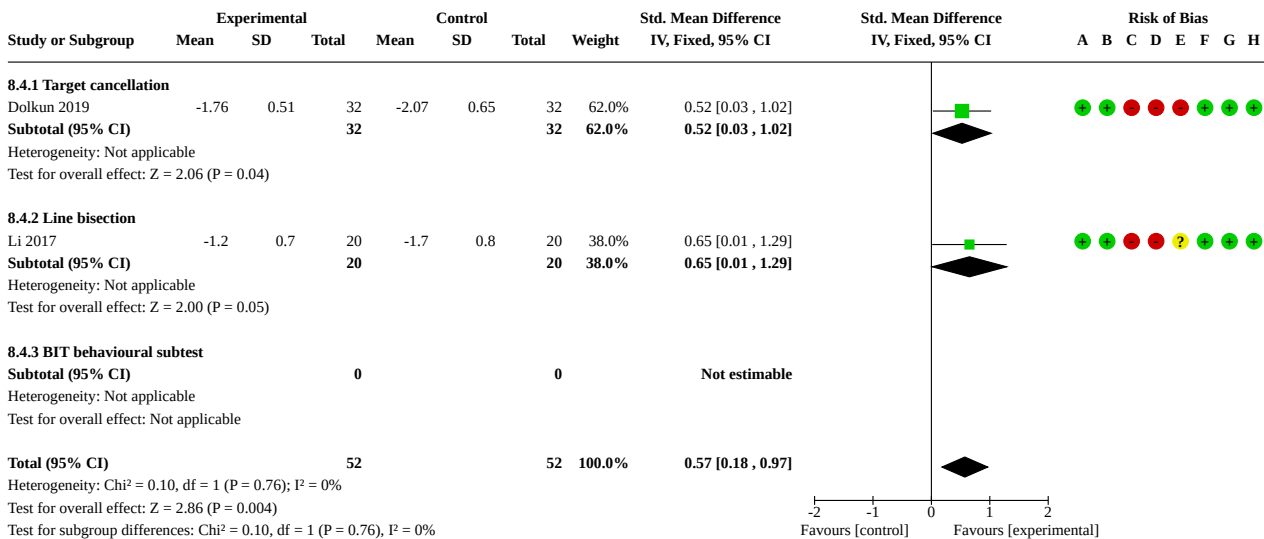 Experimental Control Std. Mean Difference Std. Mean Difference Risk of Bias
Study or Subgroup Mean SD Total Mean SD Total Weight IV, Fixed, 95% CI IV, Fixed, 95% CI A B C D E F G H
8.4.1 Target cancellation
Dolkun 2019 -1.76 0.51 32 -2.07 0.65 32 62.0% 0.52 [0.03 , 1.02] + + - - - + + +
Subtotal (95% CI) 32 32 62.0% 0.52 [0.03 , 1.02]
Heterogeneity: Not applicable
Test for overall effect: Z = 2.06 (P = 0.04)
8.4.2 Line bisection
Li 2017 -1.2 0.7 20 -1.7 0.8 20 38.0% 0.65 [0.01 , 1.29] + + - - ? + + +
Subtotal (95% CI) 20 20 38.0% 0.65 [0.01 , 1.29]
Heterogeneity: Not applicable
Test for overall effect: Z = 2.00 (P = 0.05)
8.4.3 BIT behavioural subtest
Subtotal (95% CI) 0 0 Not estimable
Heterogeneity: Not applicable
Test for overall effect: Not applicable
Total (95% CI) 52 52 100.0% 0.57 [0.18 , 0.97]
Heterogeneity: Chi² = 0.10, df = 1 (P = 0.76); I² = 0%
Test for overall effect: Z = 2.86 (P = 0.004)
-2 -1 0 1 2
Test for subgroup differences: Chi² = 0.10, df = 1 (P = 0.76), I² = 0%
Favours [control] Favours [experimental]